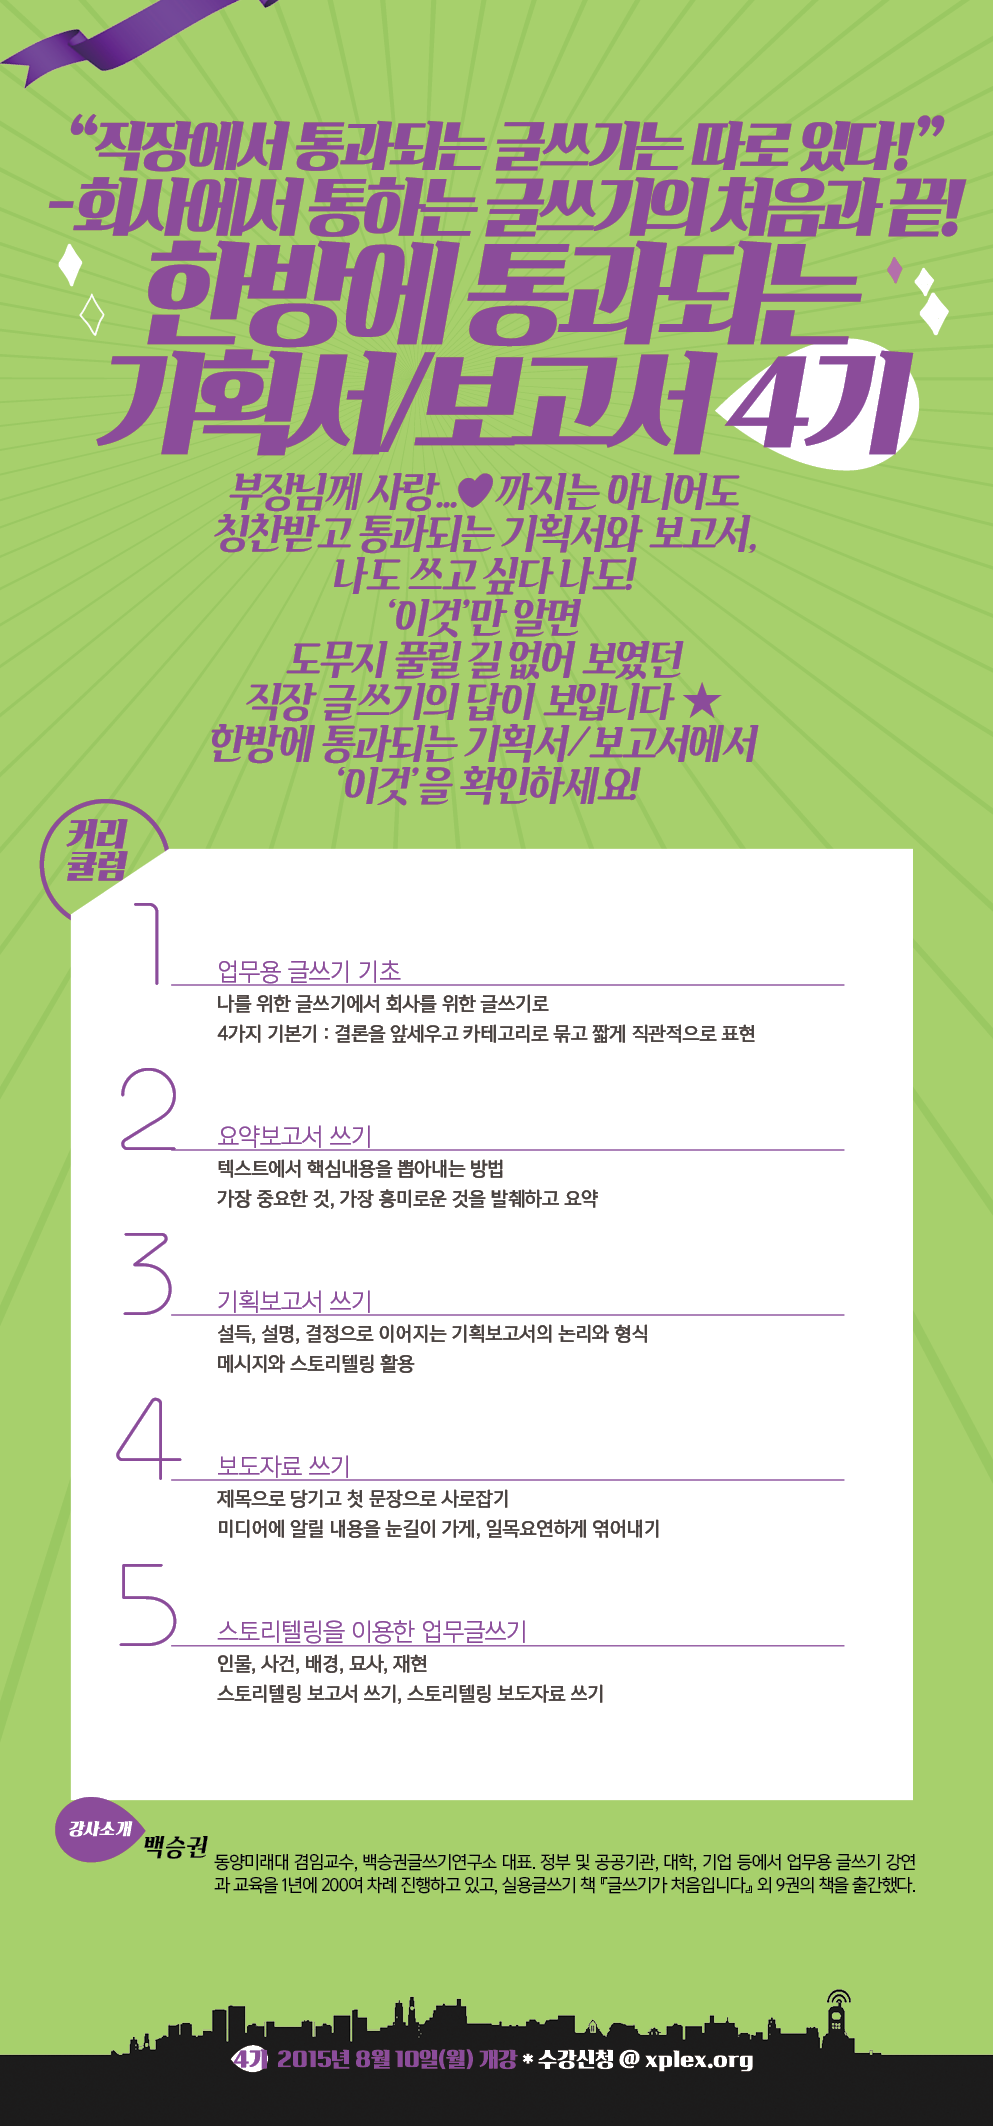 “직장에서 통과되는 글쓰기는 따로 있다!”
-회사에서 통하는 글쓰기의 처음과 끝!
한방에 통과되는
기획서/보고서 4기
부장님께 사랑...♥까지는 아니어도
칭찬받고 통과되는 기획서와 보고서,
나도 쓰고 싶다 나도!
‘이것’만 알면
도무지 풀릴 길 없어 보였던
직장 글쓰기의 답이 보입니다 ★
한방에 통과되는 기획서/보고서에서
‘이것’을 확인하세요!
커리
큘럼
1
업무용 글쓰기 기초
나를 위한 글쓰기에서 회사를 위한 글쓰기로
4가지 기본기 : 결론을 앞세우고 카테고리로 묶고 짧게 직관적으로 표현
2
요약보고서 쓰기
텍스트에서 핵심내용을 뽑아내는 방법
가장 중요한 것, 가장 흥미로운 것을 발췌하고 요약
3
기획보고서 쓰기
설득, 설명, 결정으로 이어지는 기획보고서의 논리와 형식
메시지와 스토리텔링 활용
4
보도자료 쓰기
제목으로 당기고 첫 문장으로 사로잡기
미디어에 알릴 내용을 눈길이 가게, 일목요연하게 엮어내기
5
스토리텔링을 이용한 업무글쓰기
인물, 사건, 배경, 묘사, 재현
스토리텔링 보고서 쓰기, 스토리텔링 보도자료 쓰기
강사소개
백승권
동양미래대 겸임교수, 백승권글쓰기연구소 대표. 정부 및 공공기관, 대학, 기업 등에서 업무용 글쓰기 강연
과 교육을 1년에 200여 차례 진행하고 있고, 실용글쓰기 책 『글쓰기가 처음입니다』 외 9권의 책을 출간했다.
4기 2015년 8월 10일(월) 개강 * 수강신청 @ xplex.org